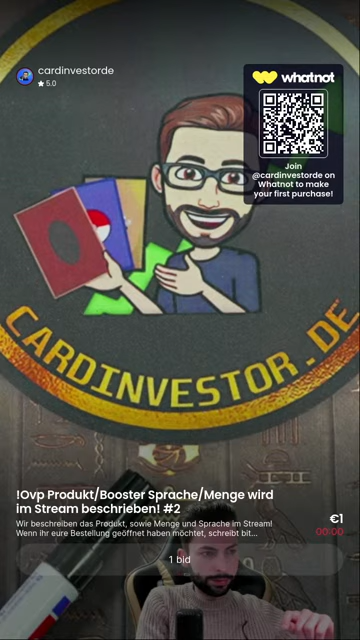 cardinvestorde
★ 5.0
whatnot
Join
@cardinvestorde on
Whatnot to make
your first purchase!
CARDINVESTOR.DE
!Ovp Produkt/Booster Sprache/Menge wird
im Stream beschrieben! #2
€1
Wir beschreiben das Produkt, sowie Menge und Sprache im Stream!
00:00
Wenn ihr eure Bestellung geöffnet haben möchtet, schreibt bit...
1 bid